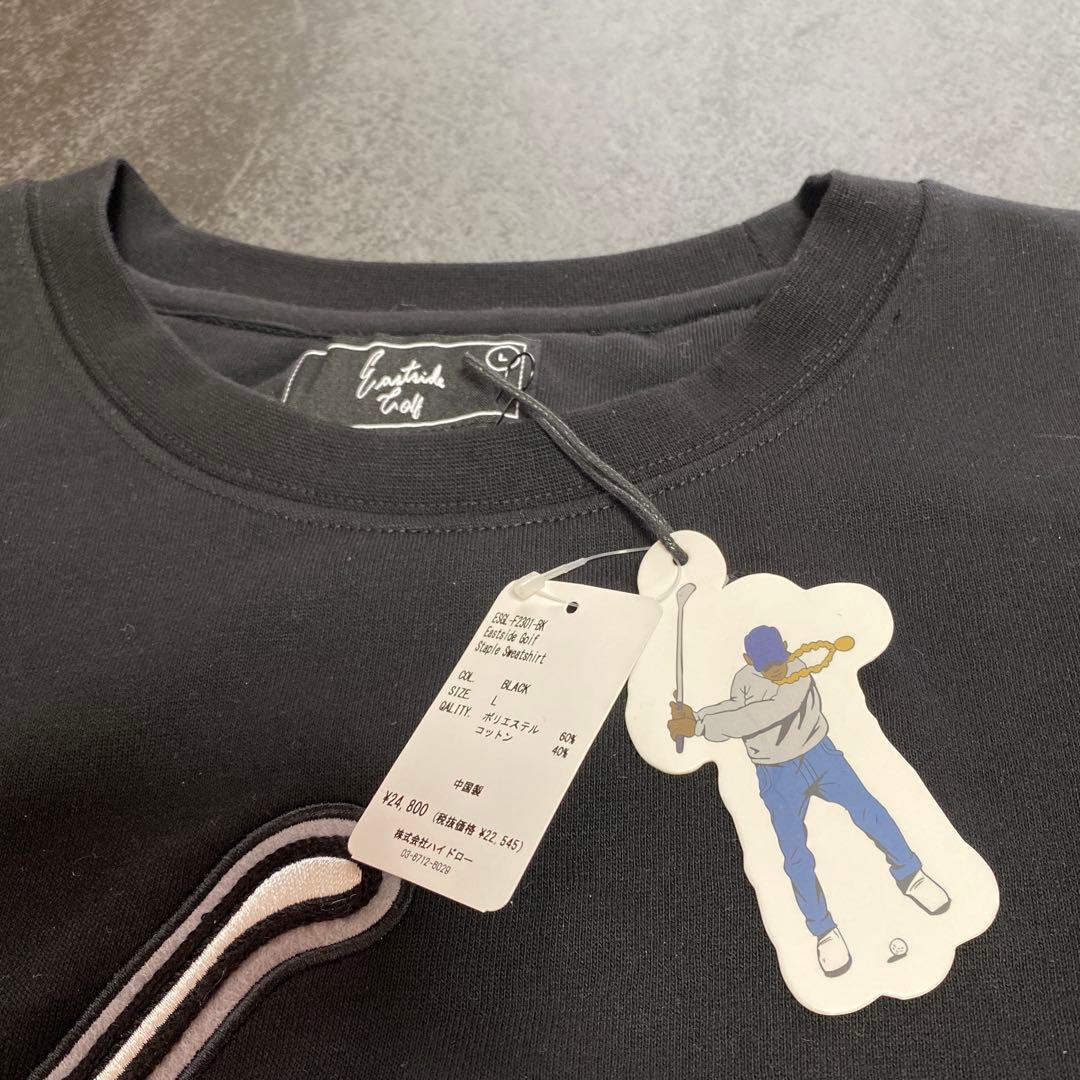 Eastside
Golf
L
ESGL-F2301-BK
Eastside Golf
Staple Sweatshirt
COL. BLACK
SIZE. L
QALITY. ポリエステル 60%
コットン 40%
中国製
¥24,800 (税抜価格 ¥22,545)
株式会社ハイドロー
03-6712-8029